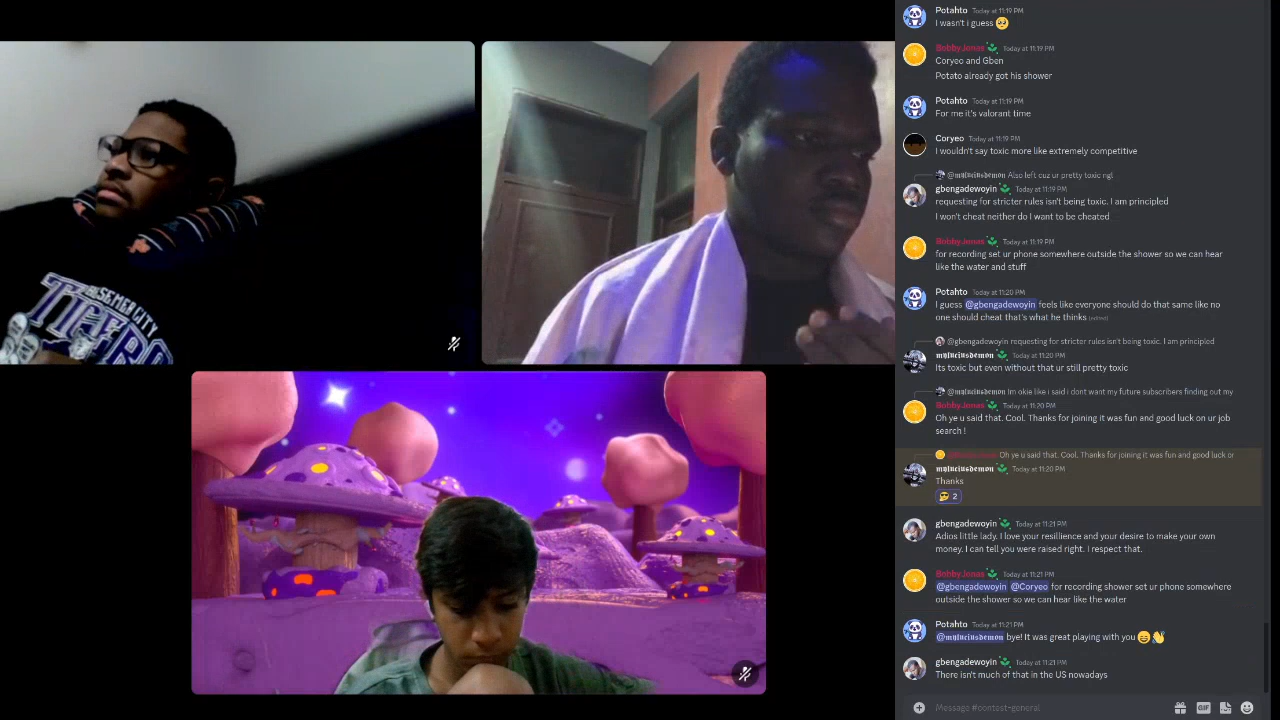 Potahto Today at 11:19 PM
I wasn't i guess 🥺
BobbyJonas Today at 11:19 PM
Coryeo and Gben
Potato already got his shower
Potahto Today at 11:19 PM
For me it's valorant time
Coryeo Today at 11:19 PM
I wouldn't say toxic more like extremely competitive
@𝖒𝖞𝖑𝖚𝖈𝖎𝖚𝖘𝖉𝖊𝖒𝖔𝖓 Also left cuz ur pretty toxic ngl
gbengadewoyin Today at 11:19 PM
requesting for stricter rules isn't being toxic. I am principled
I won't cheat neither do I want to be cheated
BobbyJonas Today at 11:19 PM
for recording set ur phone somewhere outside the shower so we can hear
like the water and stuff
Potahto Today at 11:20 PM
I guess @gbengadewoyin feels like everyone should do that same like no
one should cheat that's what he thinks (edited)
@gbengadewoyin requesting for stricter rules isn't being toxic. I am principled
𝖒𝖞𝖑𝖚𝖈𝖎𝖚𝖘𝖉𝖊𝖒𝖔𝖓 Today at 11:20 PM
Its toxic but even without that ur still pretty toxic
@𝖒𝖞𝖑𝖚𝖈𝖎𝖚𝖘𝖉𝖊𝖒𝖔𝖓 Im okie like i said i dont want my future subscribers finding out my
BobbyJonas Today at 11:20 PM
Oh ye u said that. Cool. Thanks for joining it was fun and good luck on ur job
search !
Oh ye u said that. Cool. Thanks for joining it was fun and good luck or
𝖒𝖞𝖑𝖚𝖈𝖎𝖚𝖘𝖉𝖊𝖒𝖔𝖓 Today at 11:20 PM
Thanks
2
gbengadewoyin Today at 11:21 PM
Adios little lady. I love your resillience and your desire to make your own
money. I can tell you were raised right. I respect that.
BobbyJonas Today at 11:21 PM
@gbengadewoyin @Coryeo for recording shower set ur phone somewhere
outside the shower so we can hear like the water
Potahto Today at 11:21 PM
@𝖒𝖞𝖑𝖚𝖈𝖎𝖚𝖘𝖉𝖊𝖒𝖔𝖓 bye! It was great playing with you 😄👋
gbengadewoyin Today at 11:21 PM
There isn't much of that in the US nowadays
Message #contest-general
GIF